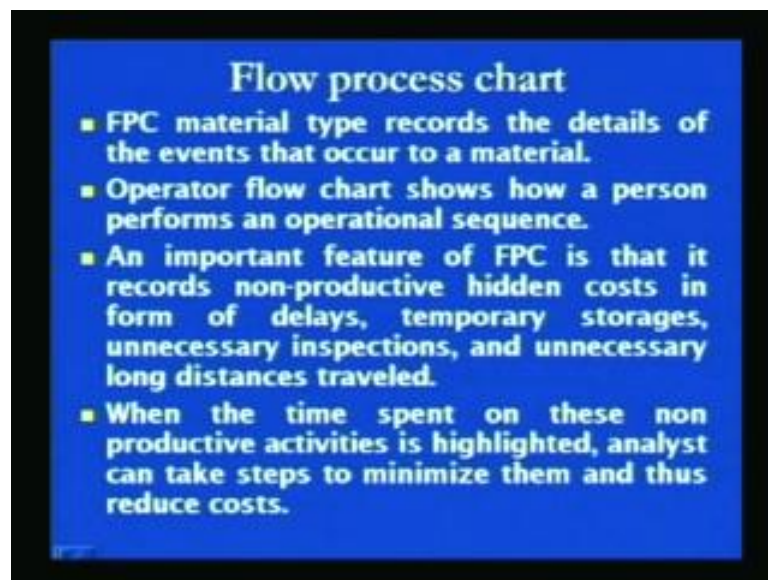 Flow process chart
FPC material type records the details of
the events that occur to a material.
Operator flow chart shows how a person
performs an operational sequence.
An important feature of FPC is that it
records non-productive hidden costs in
form of delays, temporary storages,
unnecessary inspections, and unnecessary
long distances traveled.
When the time spent on these non
productive activities is highlighted, analyst
can take steps to minimize them and thus
reduce costs.